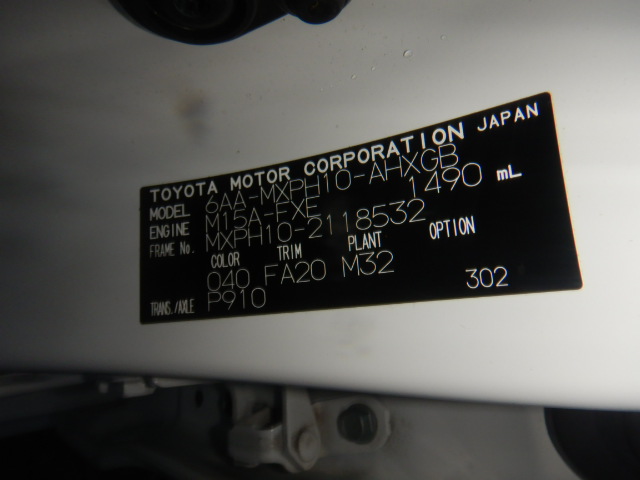 TOYOTA MOTOR CORPORATION JAPAN
MODEL 6AA-MXPH10-AHXGB
ENGINE M15A-FXE 1490 mL
FRAME No. MXPH10-2118532
COLOR TRIM PLANT OPTION
040 FA20 M32
TRANS./AXLE P910 302